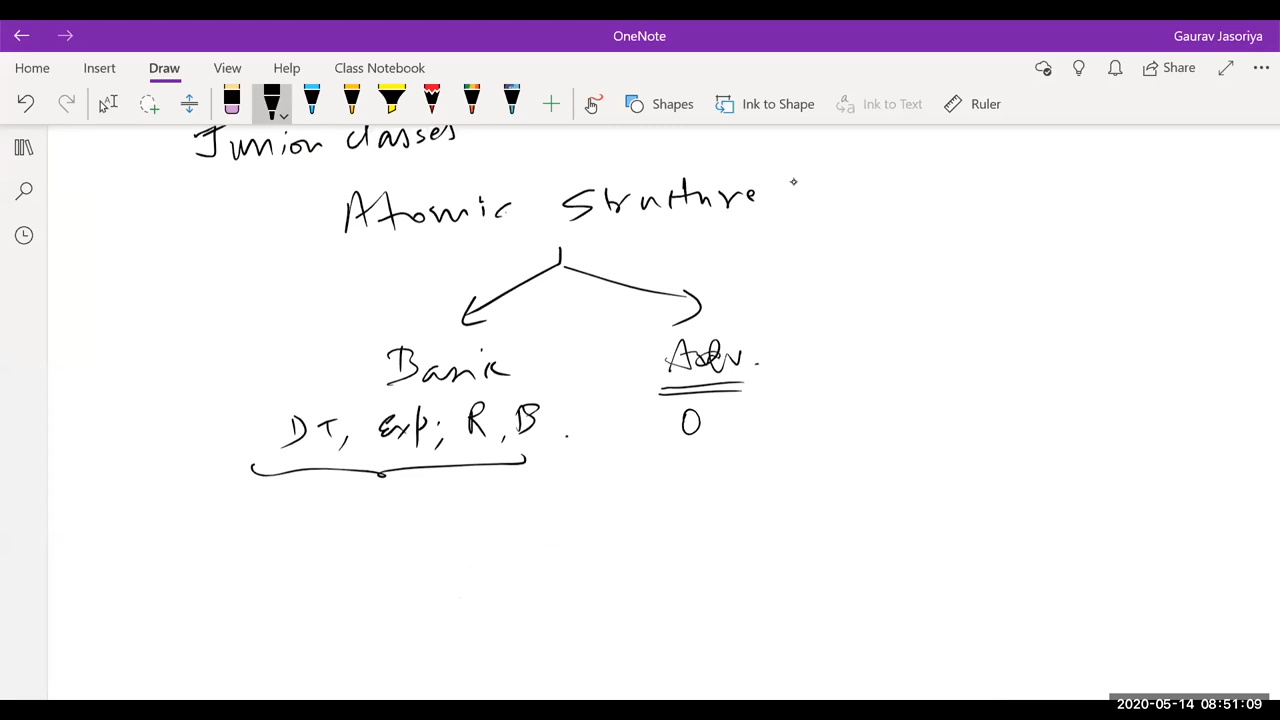 OneNote
Gaurav Jasoriya
Home Insert Draw View Help Class Notebook Share
Shapes Ink to Shape Ink to Text Ruler
Junior classes
Atomic Structure
Basic Adv.
DT, Exp; R, B. O
2020-05-14 08:51:09